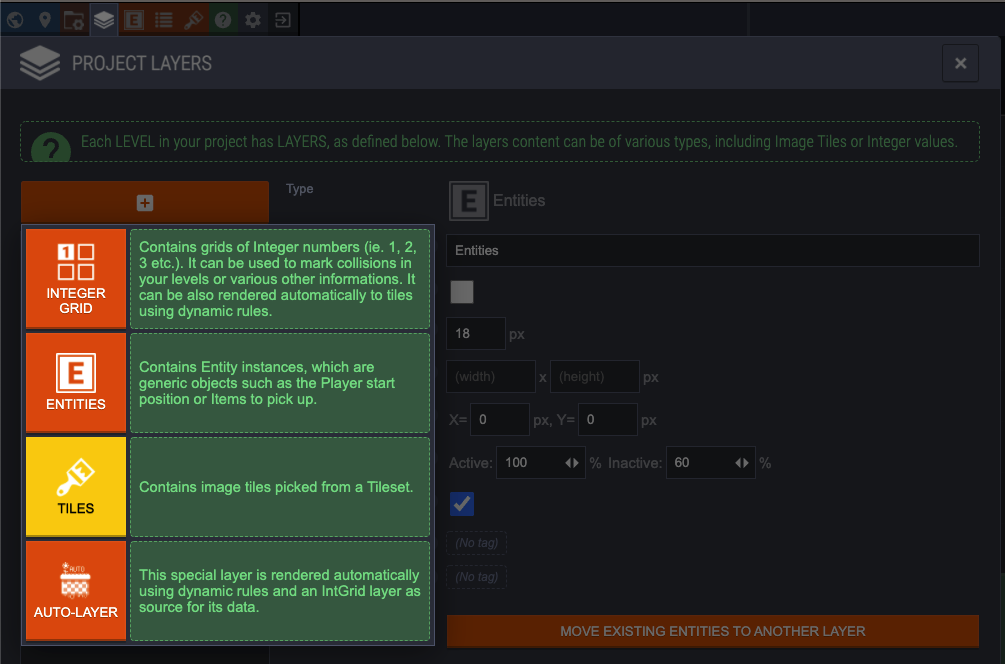 E
?
PROJECT LAYERS
?
Each LEVEL in your project has LAYERS, as defined below. The layers content can be of various types, including Image Tiles or Integer values.
Type
E Entities
1
INTEGER
GRID
Contains grids of Integer numbers (ie. 1, 2,
3 etc.). It can be used to mark collisions in
your levels or various other informations. It
can be also rendered automatically to tiles
using dynamic rules.
E
ENTITIES
Contains Entity instances, which are
generic objects such as the Player start
position or Items to pick up.
TILES
Contains image tiles picked from a Tileset.
AUTO
AUTO-LAYER
This special layer is rendered automatically
using dynamic rules and an IntGrid layer as
source for its data.
Entities
18 px
(width) x (height) px
X= 0 px, Y= 0 px
Active: 100 % Inactive: 60 %
(No tag)
(No tag)
MOVE EXISTING ENTITIES TO ANOTHER LAYER